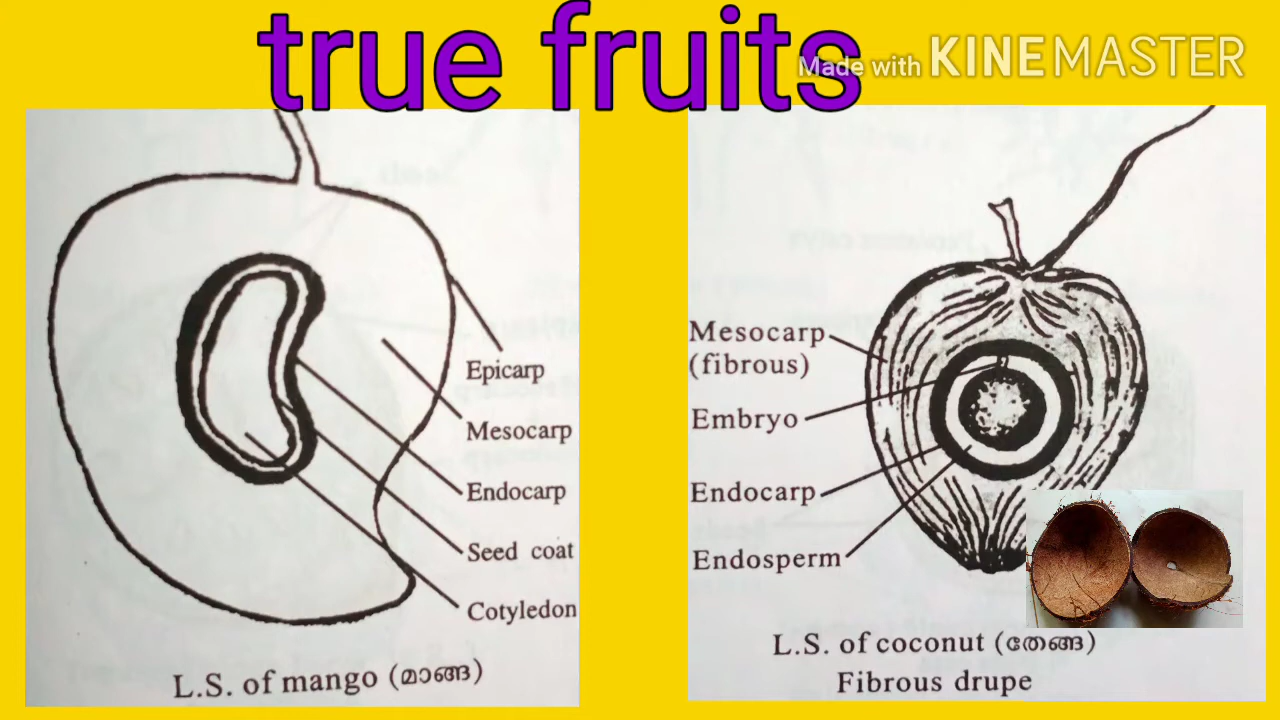 true fruits
Made with KINEMASTER
Epicarp
Mesocarp
Endocarp
Seed coat
Cotyledon
L.S. of mango (മാങ്ങ)
Mesocarp
(fibrous)
Embryo
Endocarp
Endosperm
L.S. of coconut (തേങ്ങ)
Fibrous drupe